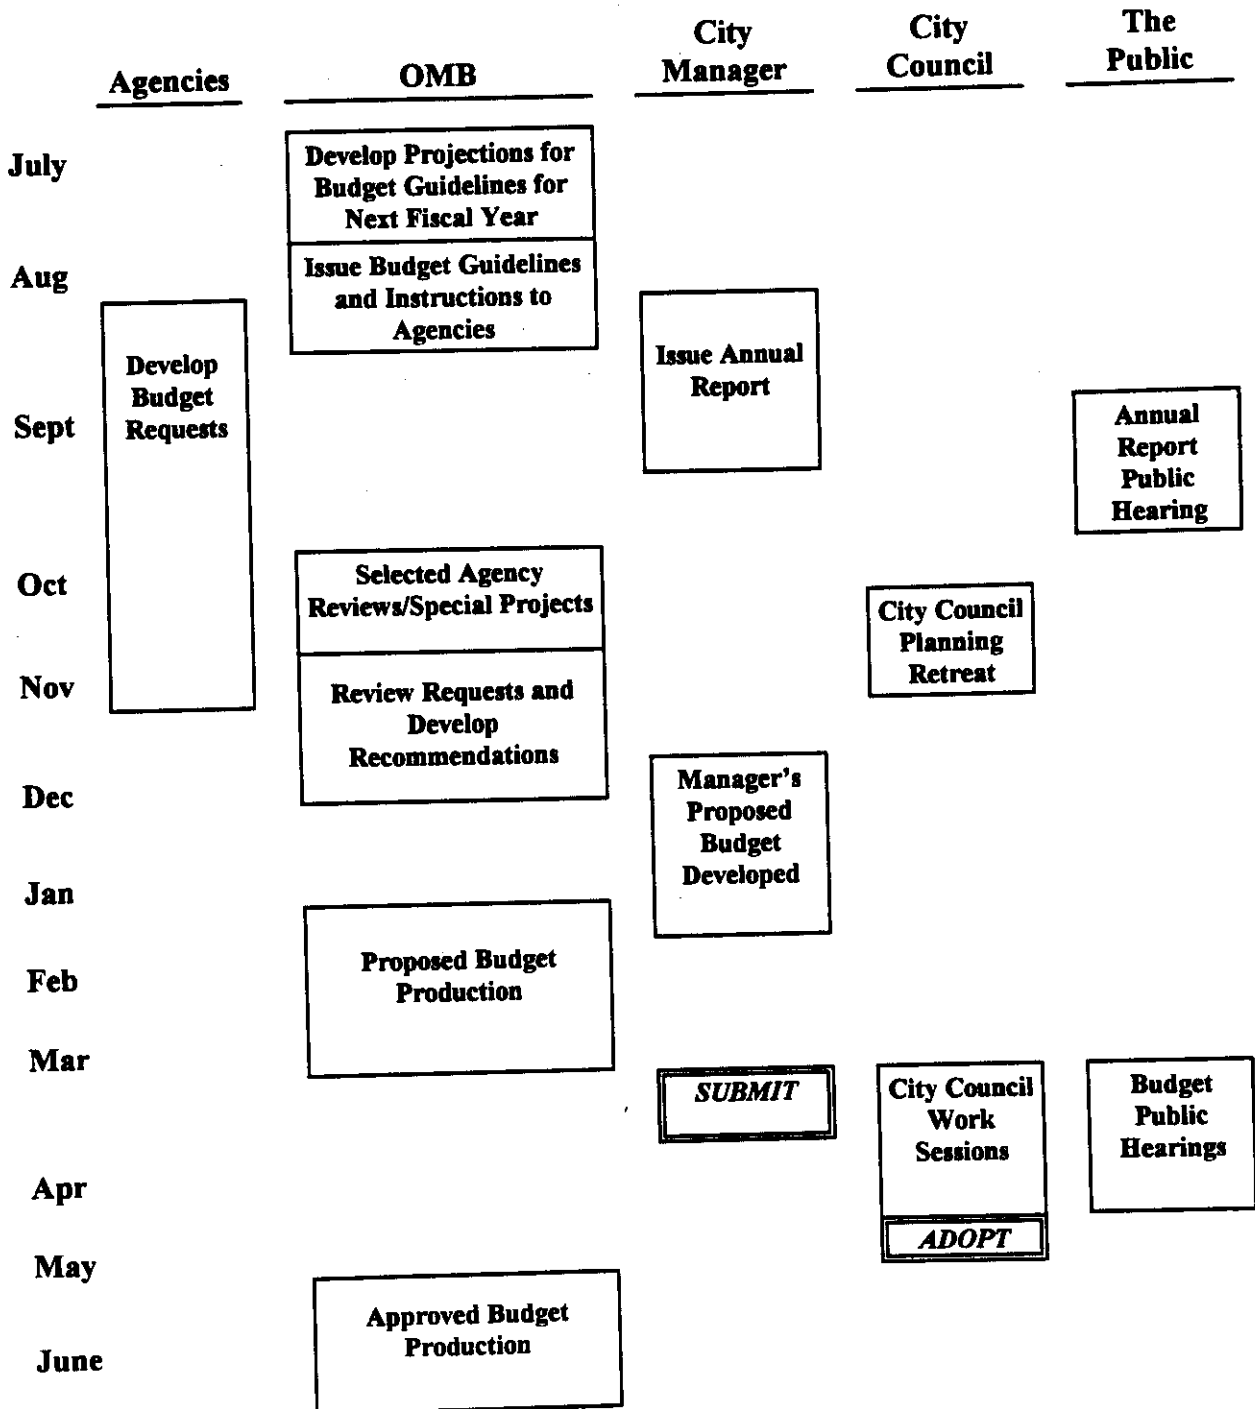 Agencies
OMB
City
Manager
City
Council
The
Public
July
Develop Projections for
Budget Guidelines for
Next Fiscal Year
Aug
Issue Budget Guidelines
and Instructions to
Agencies
Develop
Budget
Requests
Issue Annual
Report
Sept
Annual
Report
Public
Hearing
Oct
Selected Agency
Reviews/Special Projects
City Council
Planning
Retreat
Nov
Review Requests and
Develop
Recommendations
Dec
Manager's
Proposed
Budget
Developed
Jan
Feb
Proposed Budget
Production
Mar
SUBMIT
City Council
Work
Sessions
Budget
Public
Hearings
Apr
ADOPT
May
Approved Budget
Production
June